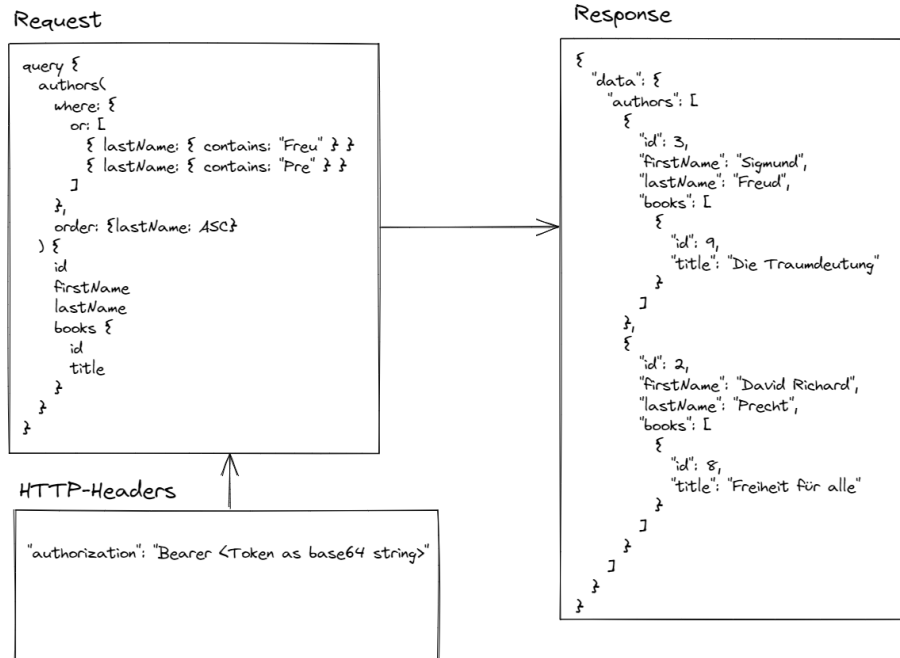 Request
query {
authors(
where: {
or: [
{ lastName: { contains: "Freu" } }
{ lastName: { contains: "Pre" } }
]
},
order: {lastName: ASC}
) {
id
firstName
lastName
books {
id
title
}
}
}
HTTP-Headers
"authorization": "Bearer <Token as base64 string>"
Response
{
"data": {
"authors": [
{
"id": 3,
"firstName": "Sigmund",
"lastName": "Freud",
"books": [
{
"id": 9,
"title": "Die Traumdeutung"
}
]
},
{
"id": 2,
"firstName": "David Richard",
"lastName": "Precht",
"books": [
{
"id": 8,
"title": "Freiheit für alle"
}
]
}
]
}
}